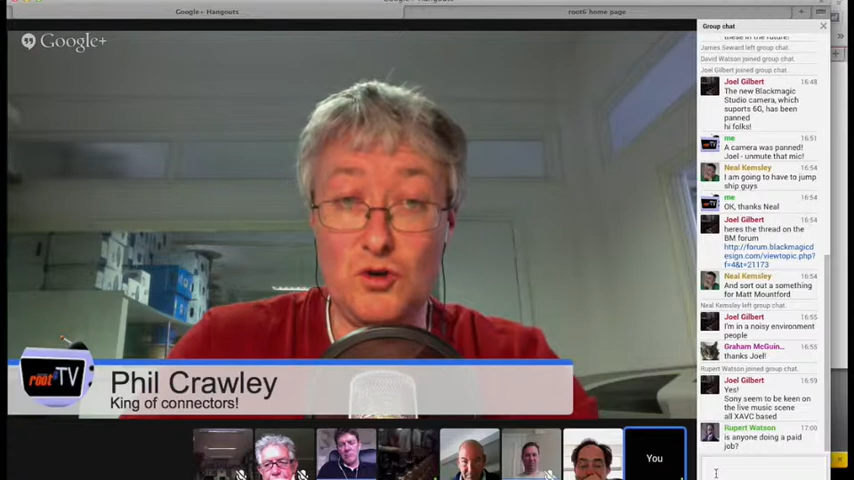 Google+ Hangouts
root6 home page
Google+
Group chat
James Seward left group chat.
David Watson joined group chat.
Joel Gilbert joined group chat.
Joel Gilbert 16:48
The new Blackmagic
Studio camera, which
suports 6G, has been
panned
hi folks!
me 16:51
A camera was panned!
Joel - unmute that mic!
Neal Kemsley 16:54
I am going to have to jump
ship guys
me 16:54
OK, thanks Neal
Joel Gilbert 16:54
heres the thread on the
BM forum
http://forum.blackmagicd
esign.com/viewtopic.php?
f=4&t=21173
Neal Kemsley 16:54
And sort out a something
for Matt Mountford
Neal Kemsley left group chat.
Joel Gilbert 16:55
I'm in a noisy environment
people
Graham McGuin... 16:55
thanks Joel!
Rupert Watson joined group chat.
Joel Gilbert 16:59
Yes!
Sony seem to be keen on
the live music scene
all XAVC based
Rupert Watson 17:00
is anyone doing a paid
job?
root6 TV
Phil Crawley
King of connectors!
You